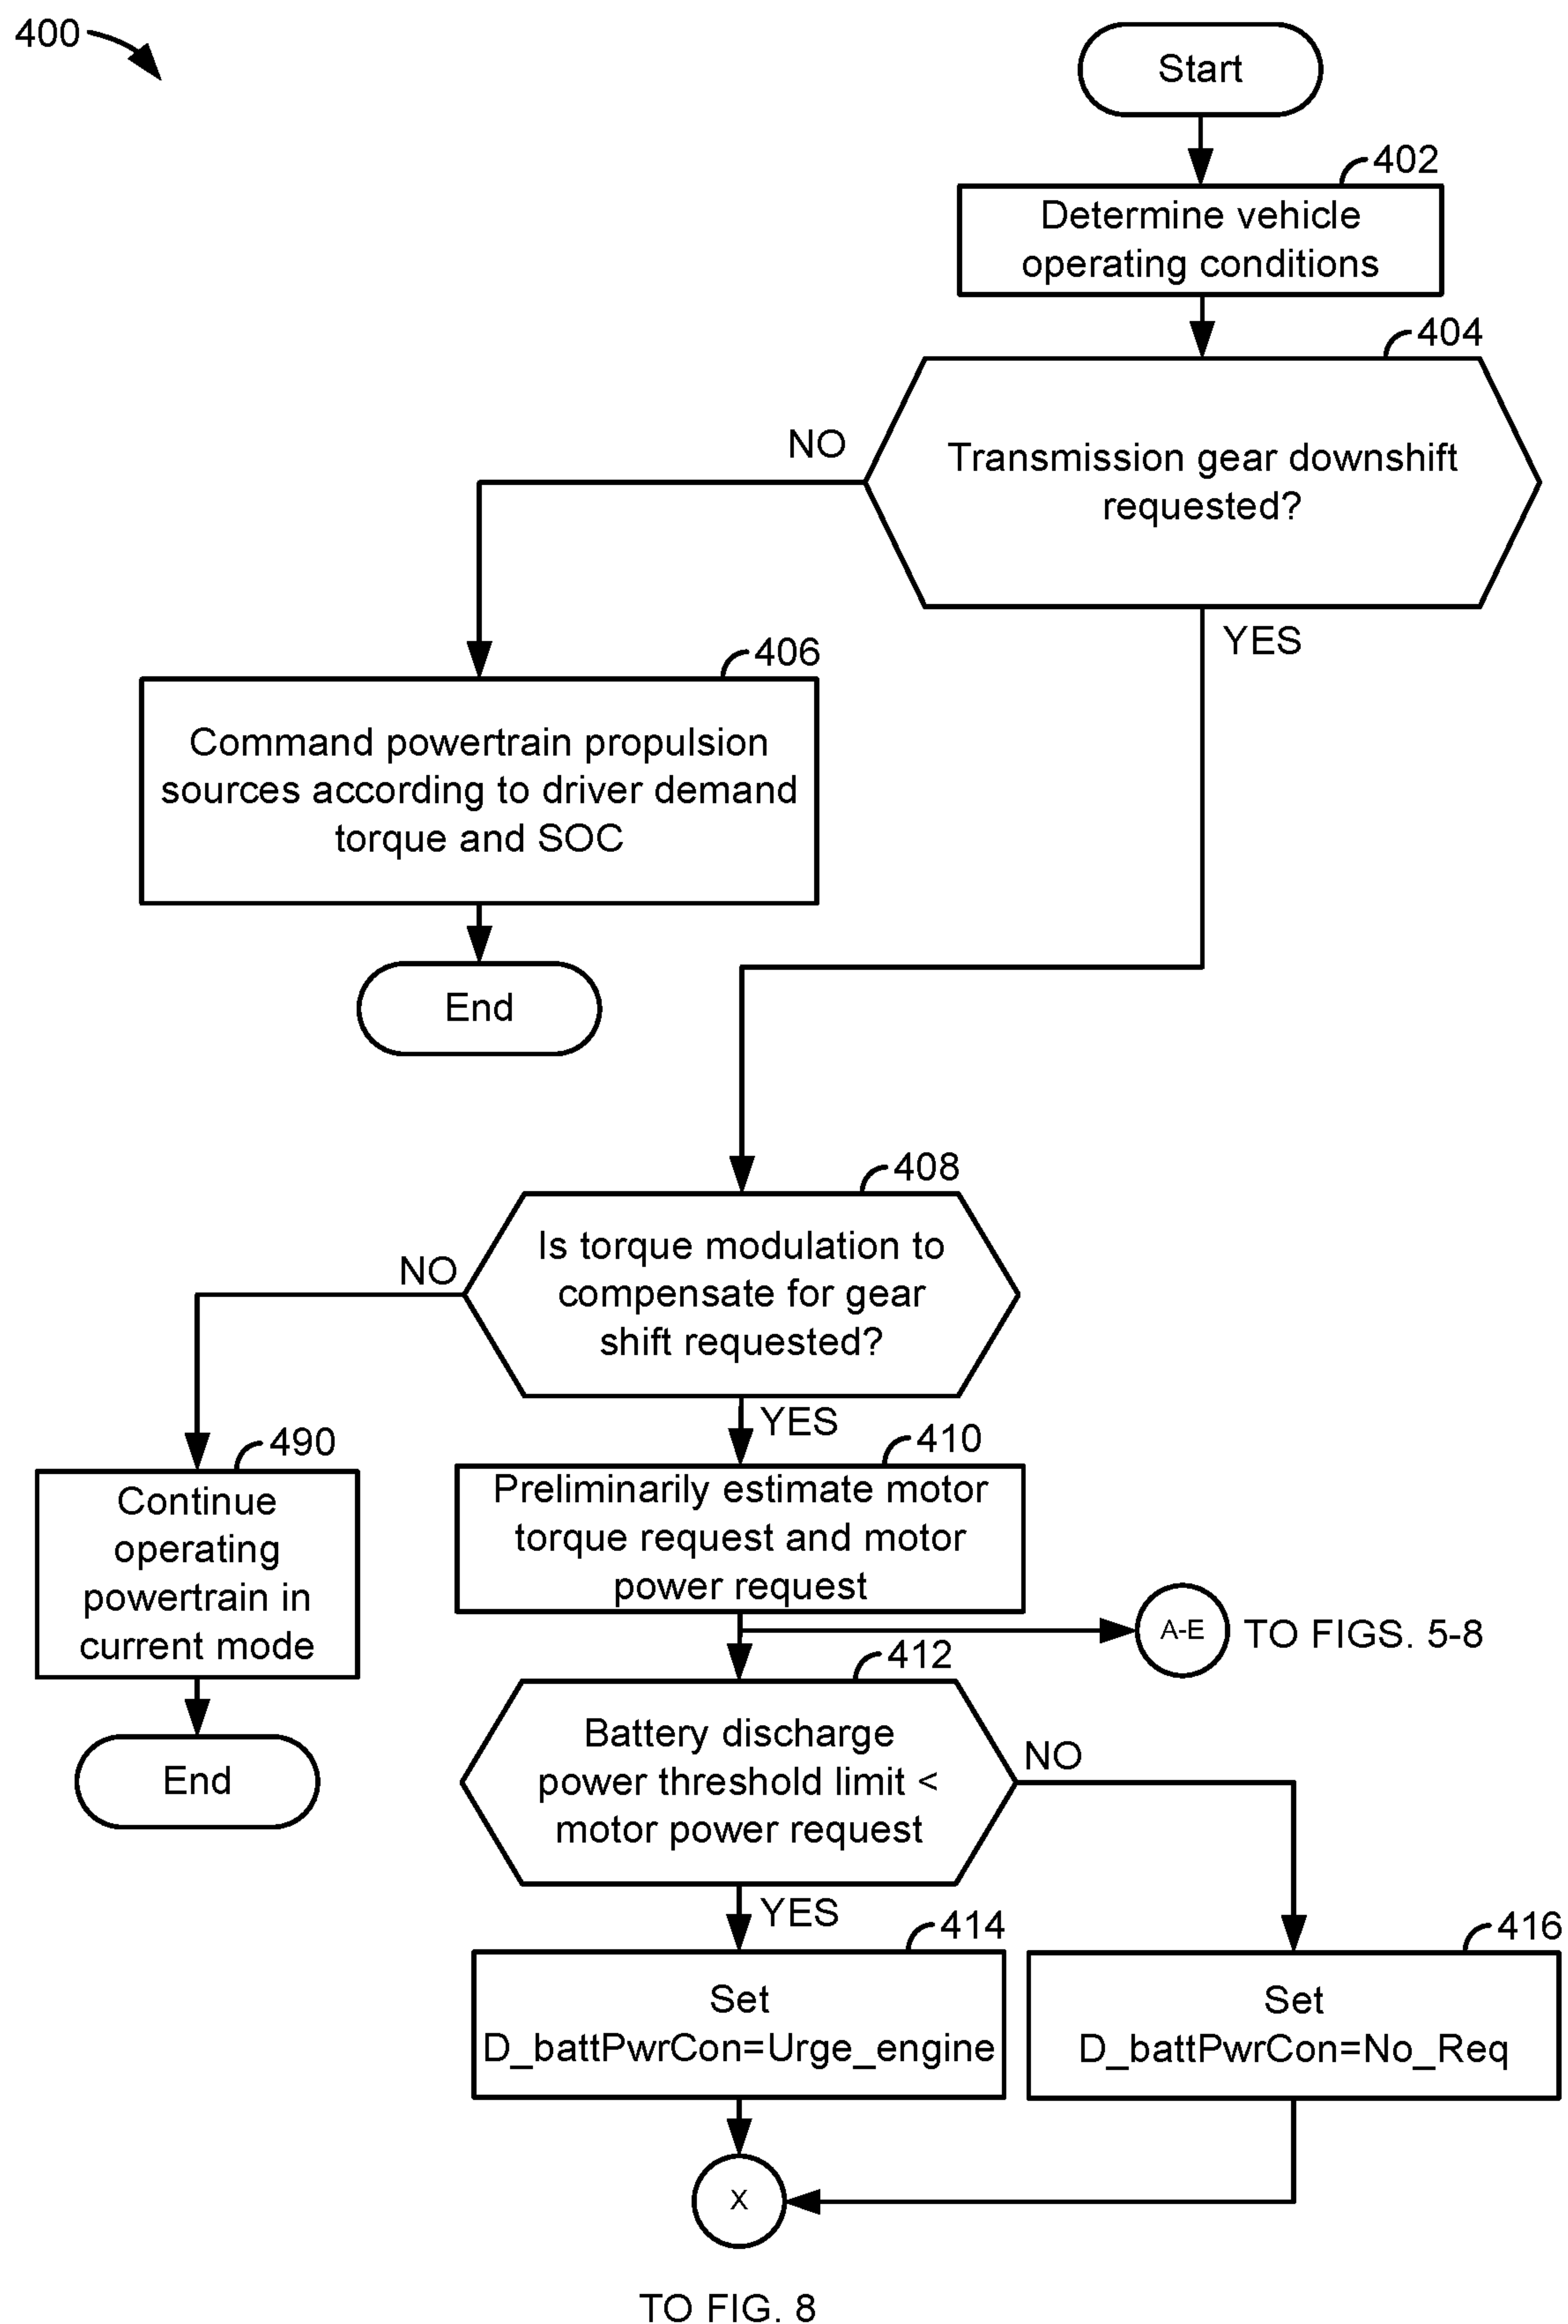 400
Start
402
Determine vehicle
operating conditions
404
Transmission gear downshift
requested?
NO
YES
406
Command powertrain propulsion
sources according to driver demand
torque and SOC
End
408
Is torque modulation to
compensate for gear
shift requested?
NO
YES
490
Continue
operating
powertrain in
current mode
End
410
Preliminarily estimate motor
torque request and motor
power request
A-E
TO FIGS. 5-8
412
Battery discharge
power threshold limit <
motor power request
NO
YES
414
Set
D_battPwrCon=Urge_engine
416
Set
D_battPwrCon=No_Req
X
TO FIG. 8